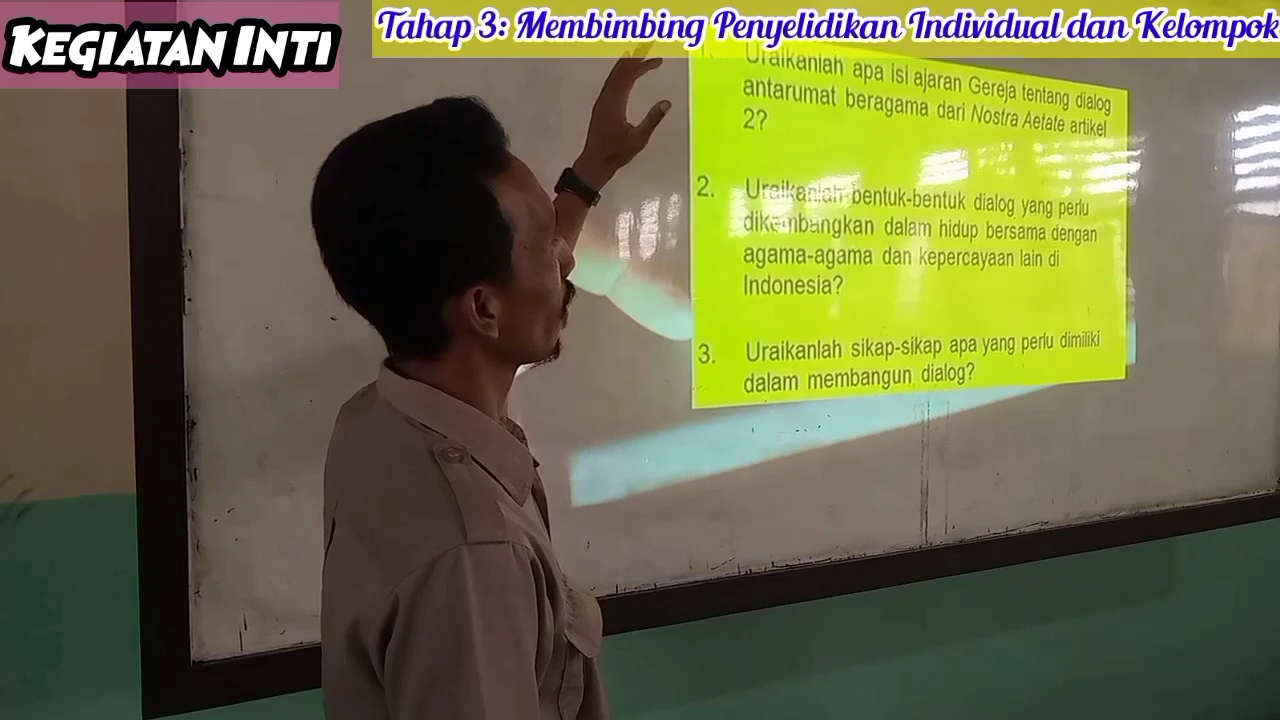 KEGIATAN INTI
Tahap 3: Membimbing Penyelidikan Individual dan Kelompok
1. Uraikanlah apa isi ajaran Gereja tentang dialog
antarumat beragama dari Nostra Aetate artikel
2?
2. Uraikanlah bentuk-bentuk dialog yang perlu
dikembangkan dalam hidup bersama dengan
agama-agama dan kepercayaan lain di
Indonesia?
3. Uraikanlah sikap-sikap apa yang perlu dimiliki
dalam membangun dialog?